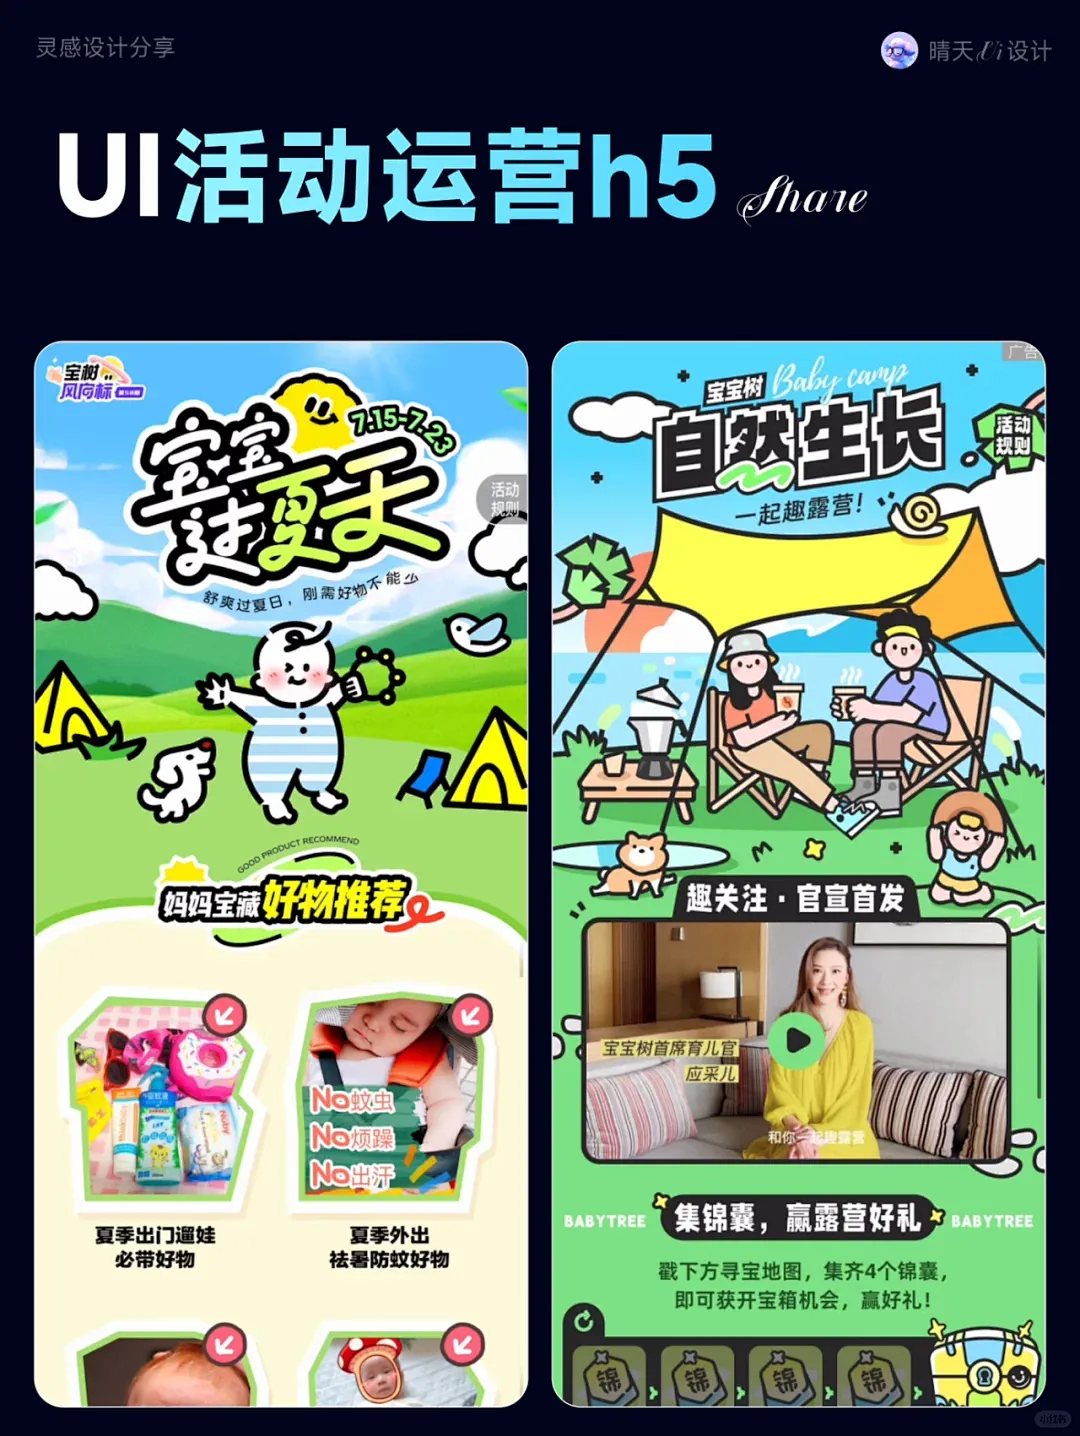 灵感设计分享
晴天Ui设计
UI活动运营h5
Share
宝树
风向标
宝宝
过夏天
7.15-7.23
活动
规则
舒爽过夏日，刚需好物不能少
GOOD PRODUCT RECOMMEND
妈妈宝藏好物推荐
No蚊虫
No烦躁
No出汗
夏季出门遛娃
必带好物
夏季外出
祛暑防蚊好物
广告
宝宝树 Baby camp
自然生长
活动
规则
一起趣露营!
趣关注·官宣首发
宝宝树首席育儿官
应采儿
和你一起趣露营
BABYTREE
集锦囊，赢露营好礼
BABYTREE
戳下方寻宝地图，集齐4个锦囊，
即可获开宝箱机会，赢好礼!
锦
锦
锦
锦
小红书